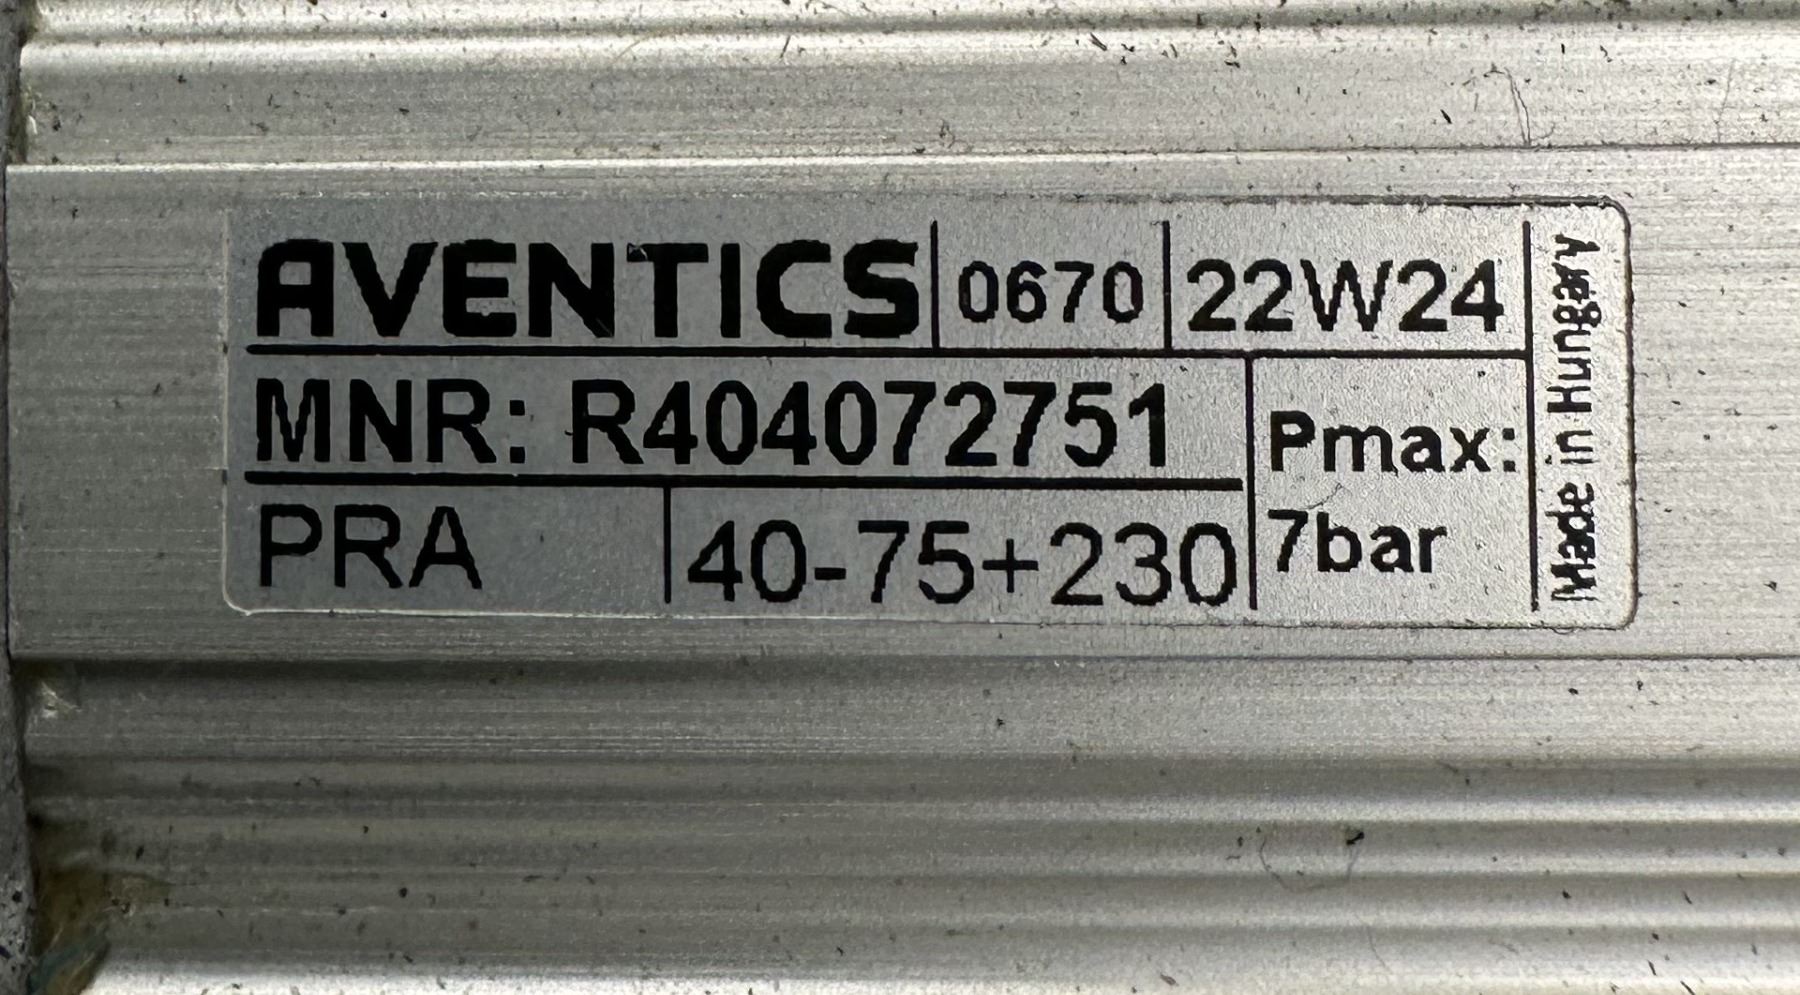 AVENTICS 0670 22W24
MNR: R404072751
Pmax:
7bar
PRA 40-75+230
Made in Hungary